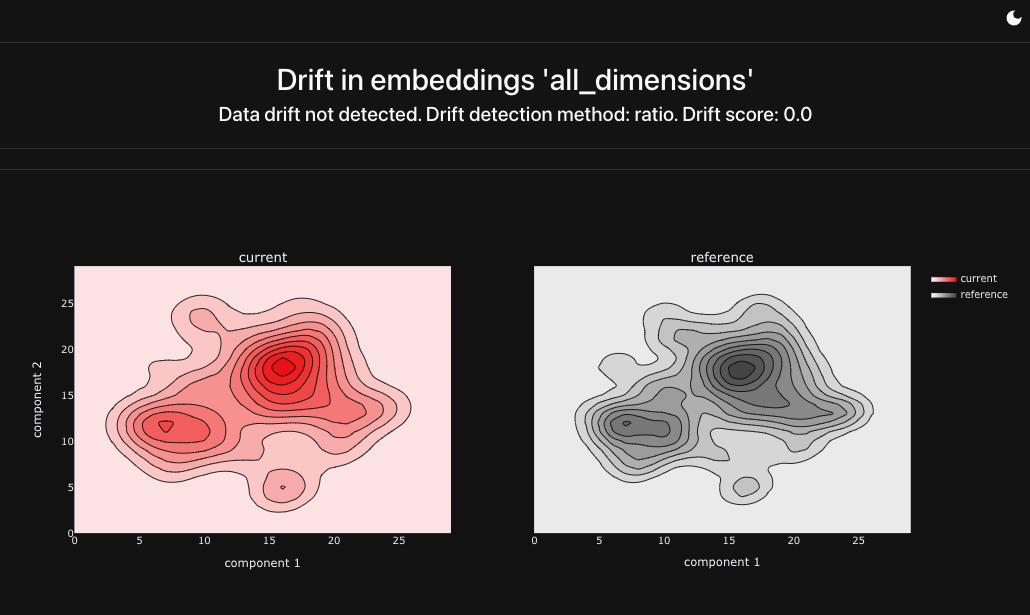 Drift in embeddings 'all_dimensions'
Data drift not detected. Drift detection method: ratio. Drift score: 0.0
current
reference
current
reference
component 2
25
20
15
10
5
0
0 5 10 15 20 25
0 5 10 15 20 25
component 1
component 1